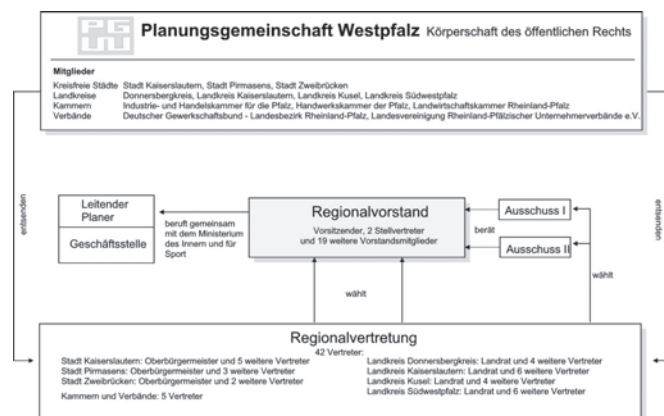 PGW
Planungsgemeinschaft Westpfalz Körperschaft des öffentlichen Rechts
Mitglieder
Kreisfreie Städte Stadt Kaiserslautern, Stadt Pirmasens, Stadt Zweibrücken
Landkreise Donnersbergkreis, Landkreis Kaiserslautern, Landkreis Kusel, Landkreis Südwestpfalz
Kammern Industrie- und Handelskammer für die Pfalz, Handwerkskammer der Pfalz, Landwirtschaftskammer Rheinland-Pfalz
Verbände Deutscher Gewerkschaftsbund - Landesbezirk Rheinland-Pfalz, Landesvereinigung Rheinland-Pfälzischer Unternehmerverbände e.V.
entsenden
entsenden
Leitender
Planer
Geschäftsstelle
beruft gemeinsam
mit dem Ministerium
des Innern und für
Sport
Regionalvorstand
Vorsitzender, 2 Stellvertreter
und 19 weitere Vorstandsmitglieder
berät
Ausschuss I
Ausschuss II
wählt
wählt
Regionalvertretung
42 Vertreter:
Stadt Kaiserslautern: Oberbürgermeister und 5 weitere Vertreter
Stadt Pirmasens: Oberbürgermeister und 3 weitere Vertreter
Stadt Zweibrücken: Oberbürgermeister und 2 weitere Vertreter
Kammern und Verbände: 5 Vertreter
Landkreis Donnersbergkreis: Landrat und 4 weitere Vertreter
Landkreis Kaiserslautern: Landrat und 6 weitere Vertreter
Landkreis Kusel: Landrat und 4 weitere Vertreter
Landkreis Südwestpfalz: Landrat und 6 weitere Vertreter